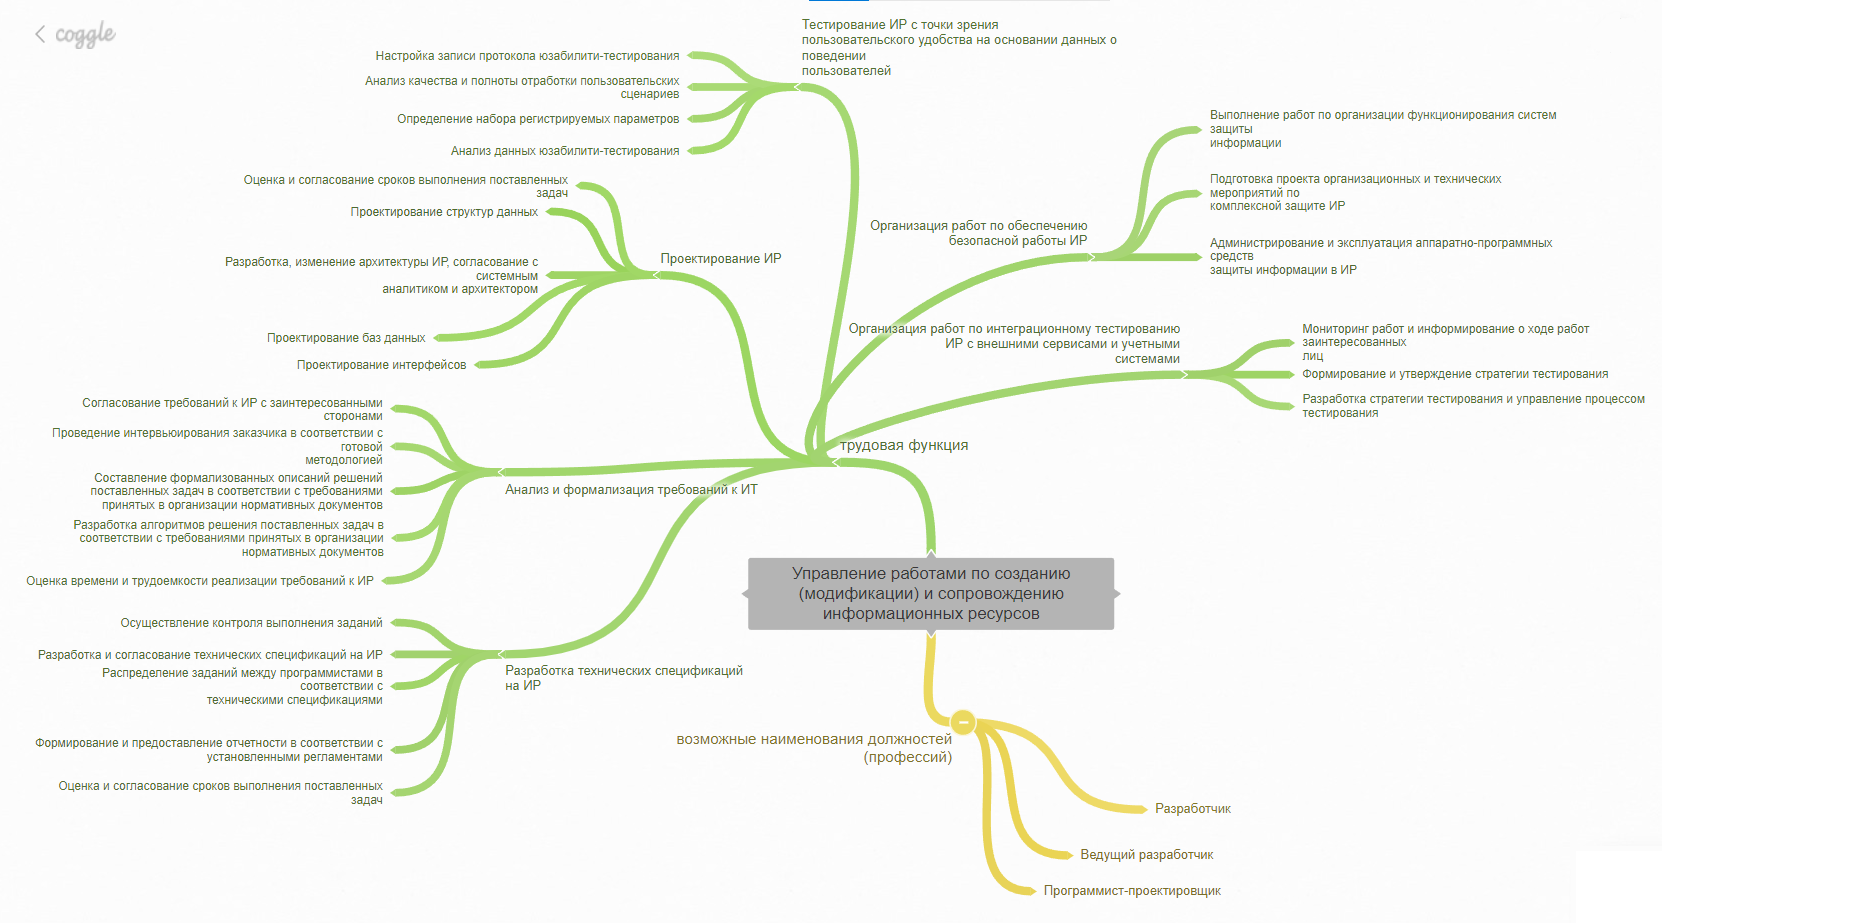 coggle
Тестирование ИР с точки зрения
пользовательского удобства на основании данных о
поведении
пользователей
Настройка записи протокола юзабилити-тестирования
Анализ качества и полноты отработки пользовательских
сценариев
Определение набора регистрируемых параметров
Анализ данных юзабилити-тестирования
Оценка и согласование сроков выполнения поставленных
задач
Проектирование структур данных
Проектирование ИР
Разработка, изменение архитектуры ИР, согласование с
системным
аналитиком и архитектором
Проектирование баз данных
Проектирование интерфейсов
Выполнение работ по организации функционирования систем
защиты
информации
Подготовка проекта организационных и технических
мероприятий по
комплексной защите ИР
Организация работ по обеспечению
безопасной работы ИР
Администрирование и эксплуатация аппаратно-программных
средств
защиты информации в ИР
Организация работ по интеграционному тестированию
ИР с внешними сервисами и учетными
системами
Мониторинг работ и информирование о ходе работ
заинтересованных
лиц
Формирование и утверждение стратегии тестирования
Разработка стратегии тестирования и управление процессом
тестирования
трудовая функция
Согласование требований к ИР с заинтересованными
сторонами
Проведение интервьюирования заказчика в соответствии с
готовой
методологией
Составление формализованных описаний решений
поставленных задач в соответствии с требованиями
принятых в организации нормативных документов
Анализ и формализация требований к ИТ
Разработка алгоритмов решения поставленных задач в
соответствии с требованиями принятых в организации
нормативных документов
Оценка времени и трудоемкости реализации требований к ИР
Управление работами по созданию
(модификации) и сопровождению
информационных ресурсов
Осуществление контроля выполнения заданий
Разработка и согласование технических спецификаций на ИР
Распределение заданий между программистами в
соответствии с
техническими спецификациями
Разработка технических спецификаций
на ИР
Формирование и предоставление отчетности в соответствии с
установленными регламентами
Оценка и согласование сроков выполнения поставленных
задач
возможные наименования должностей
(профессий)
Разработчик
Ведущий разработчик
Программист-проектировщик